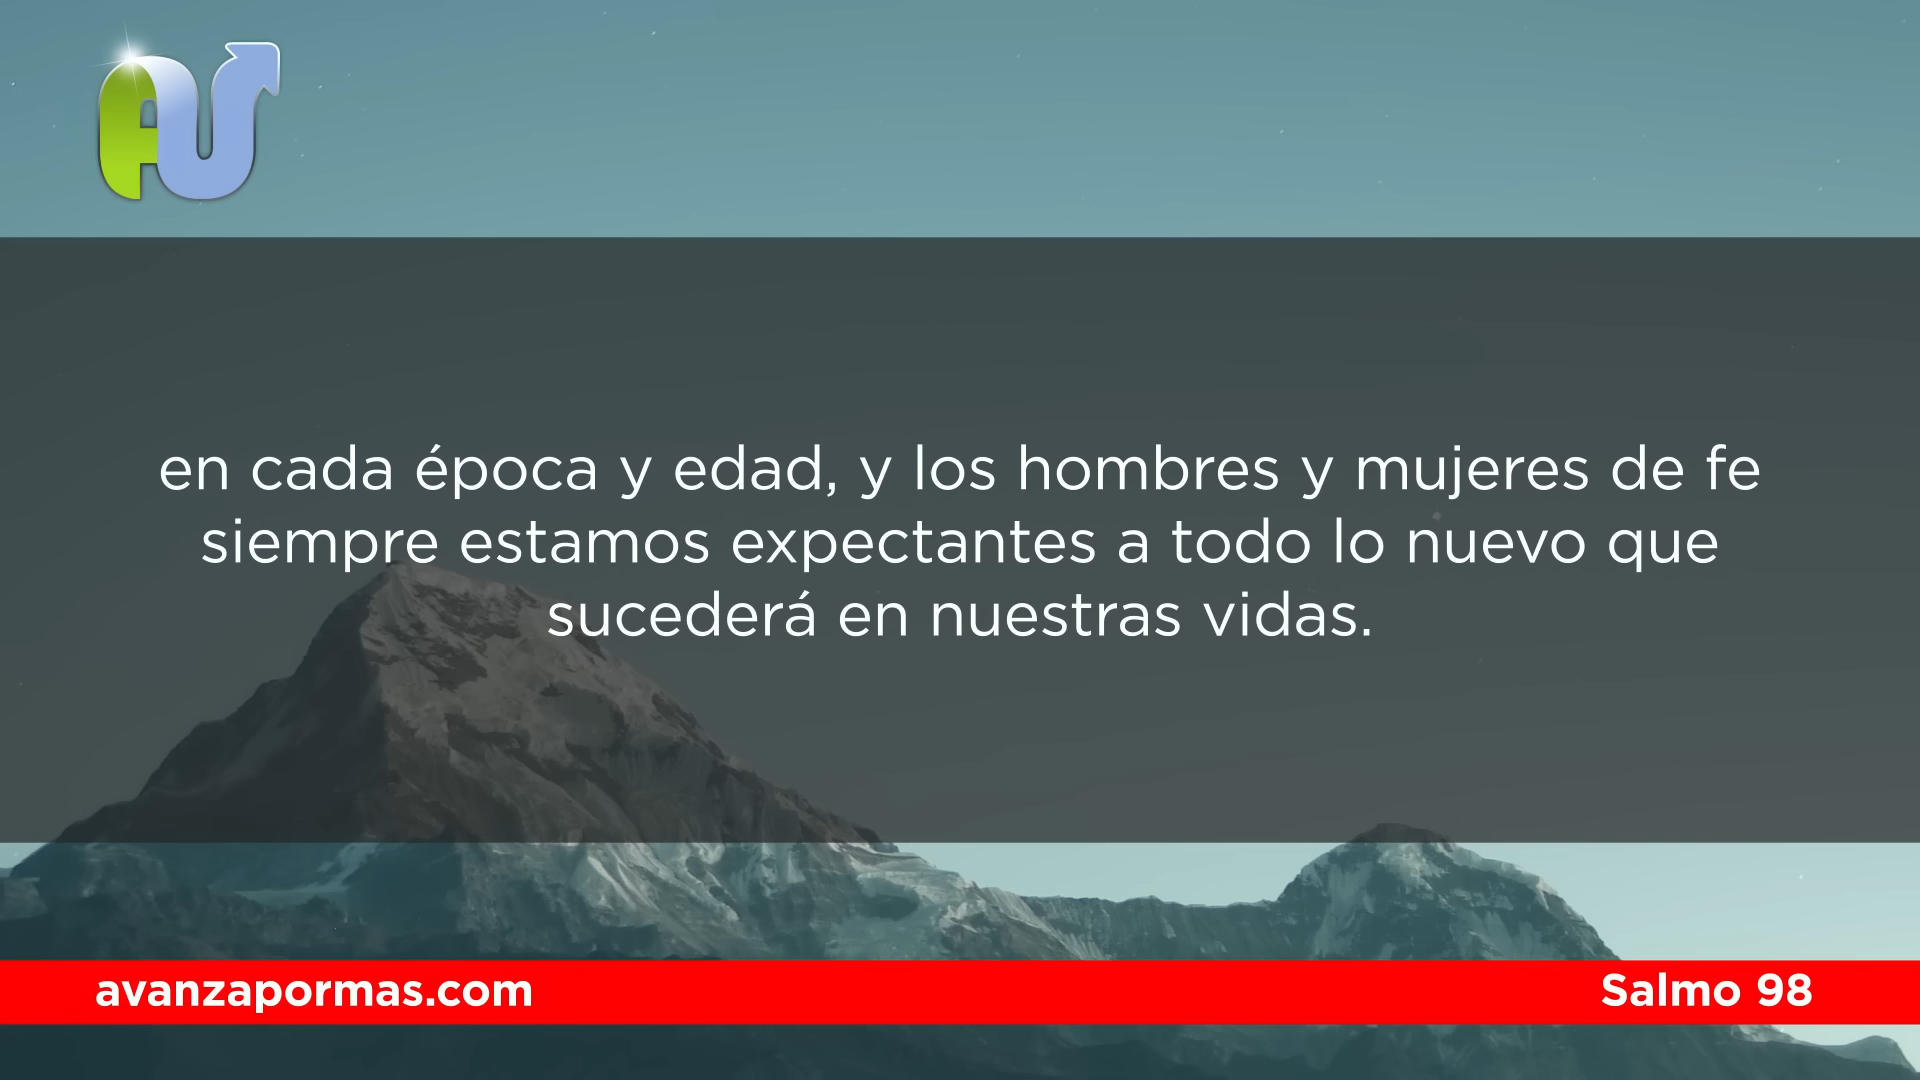 en cada época y edad, y los hombres y mujeres de fe
siempre estamos expectantes a todo lo nuevo que
sucederá en nuestras vidas.
avanzapormas.com
Salmo 98